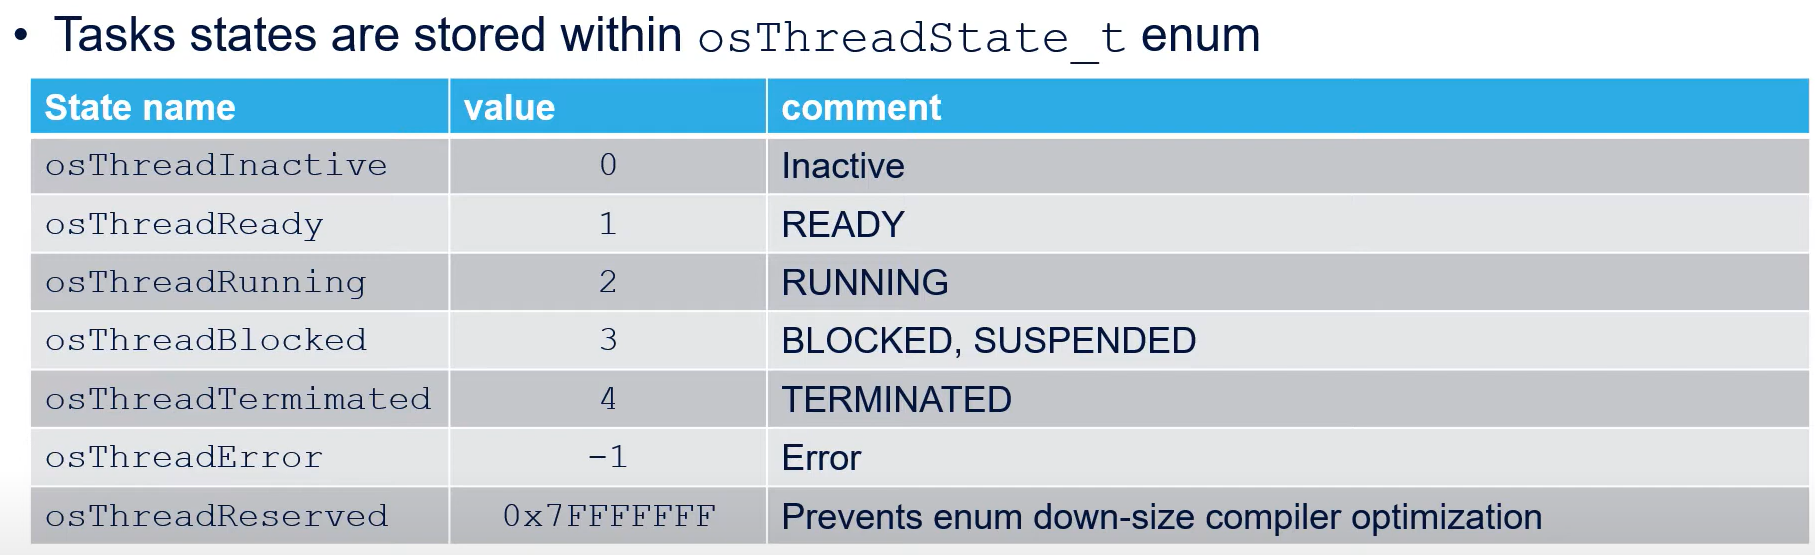 • Tasks states are stored within osThreadState_t enum
State name value comment
osThreadInactive 0 Inactive
osThreadReady 1 READY
osThreadRunning 2 RUNNING
osThreadBlocked 3 BLOCKED, SUSPENDED
osThreadTermimated 4 TERMINATED
osThreadError -1 Error
osThreadReserved 0x7FFFFFFF Prevents enum down-size compiler optimization